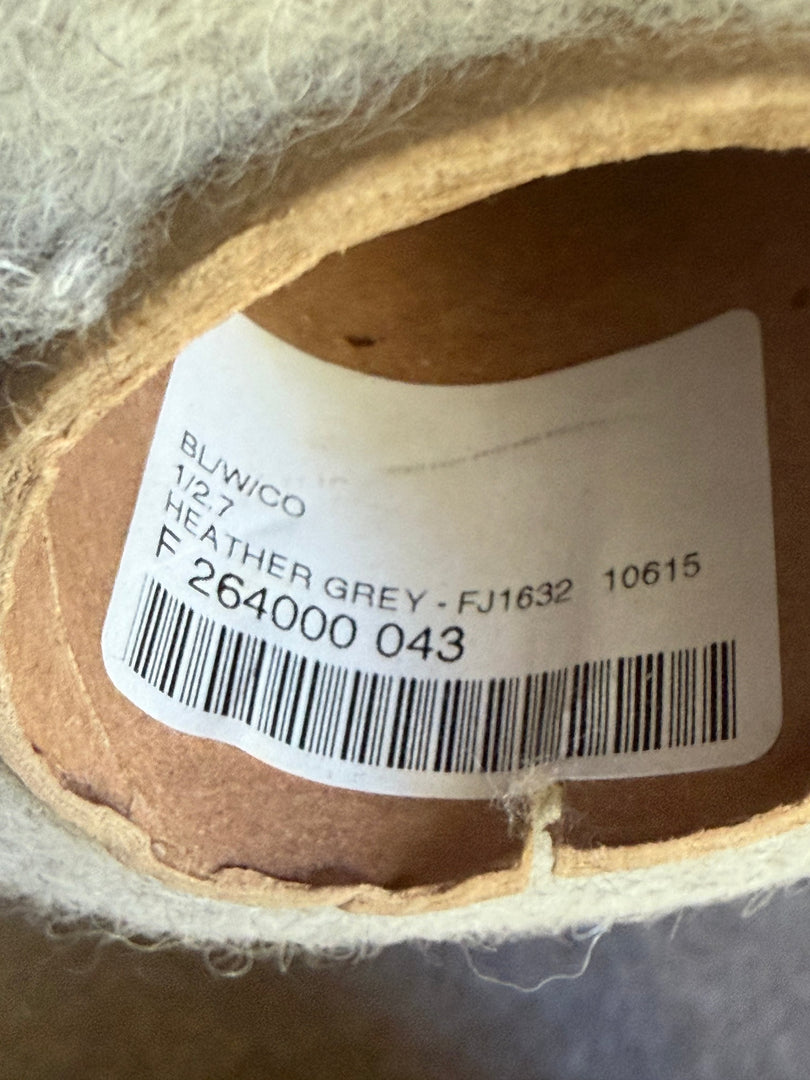 BL/W/CO
1/2,7
HEATHER GREY - FJ1632 10615
F 264000 043